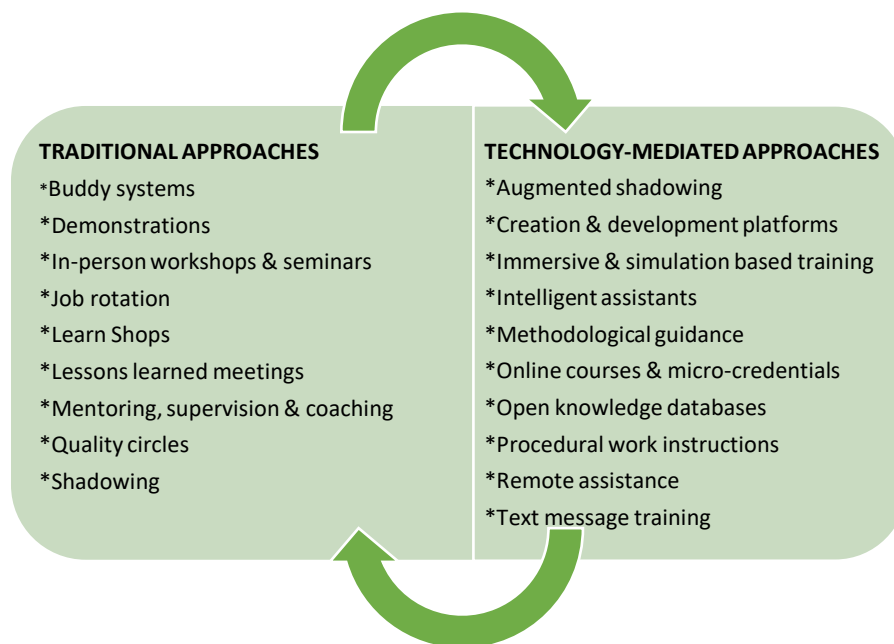 TRADITIONAL APPROACHES
*Buddy systems
*Demonstrations
*In-person workshops & seminars
*Job rotation
*Learn Shops
*Lessons learned meetings
*Mentoring, supervision & coaching
*Quality circles
*Shadowing
TECHNOLOGY-MEDIATED APPROACHES
*Augmented shadowing
*Creation & development platforms
*Immersive & simulation based training
*Intelligent assistants
*Methodological guidance
*Online courses & micro-credentials
*Open knowledge databases
*Procedural work instructions
*Remote assistance
*Text message training